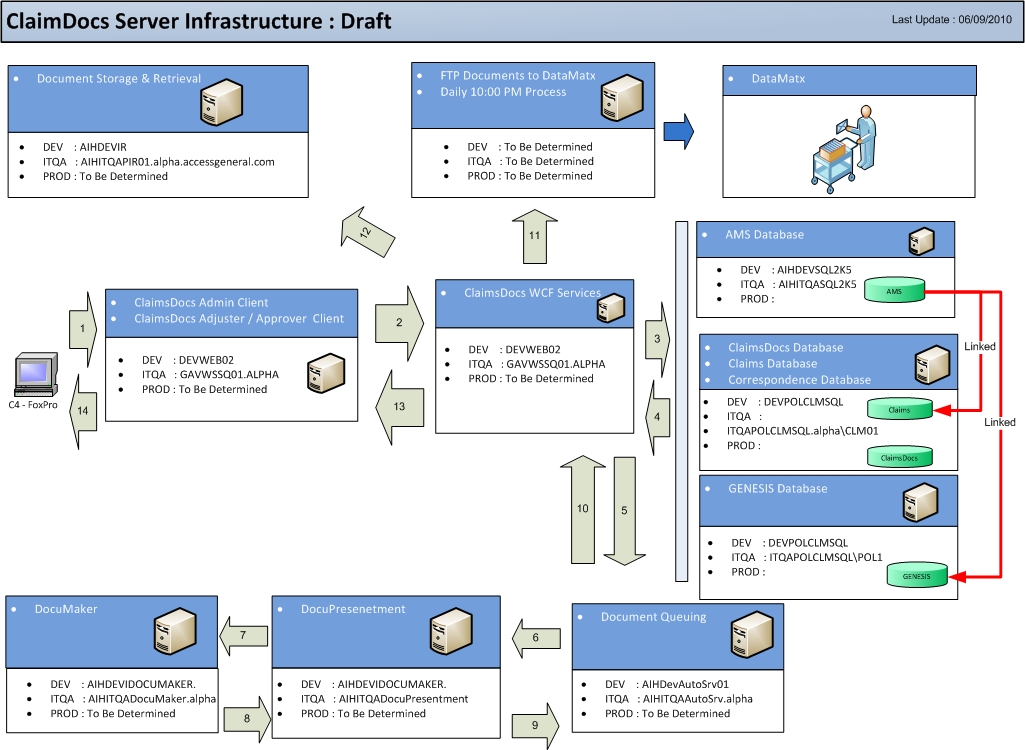 ClaimDocs Server Infrastructure : Draft
Last Update : 06/09/2010
• Document Storage & Retrieval
• DEV : AIHDEVIR
• ITQA : AIHITQAPIR01.alpha.accessgeneral.com
• PROD : To Be Determined
• FTP Documents to DataMatx
• Daily 10:00 PM Process
• DEV : To Be Determined
• ITQA : To Be Determined
• PROD : To Be Determined
• DataMatx
12
11
• AMS Database
• DEV : AIHDEVSQL2K5
• ITQA : AIHITQASQL2K5
• PROD :
AMS
C4 - FoxPro
1
14
• ClaimsDocs Admin Client
• ClaimsDocs Adjuster / Approver Client
• DEV : DEVWEB02
• ITQA : GAVWSSQ01.ALPHA
• PROD : To Be Determined
2
13
• ClaimsDocs WCF Services
• DEV : DEVWEB02
• ITQA : GAVWSSQ01.ALPHA
• PROD : To Be Determined
3
4
• ClaimsDocs Database
• Claims Database
• Correspondence Database
• DEV : DEVPOLCLMSQL
• ITQA :
• ITQAPOLCLMSQL.alpha\CLM01
• PROD :
Claims
ClaimsDocs
Linked
Linked
10
5
• GENESIS Database
• DEV : DEVPOLCLMSQL
• ITQA : ITQAPOLCLMSQL\POL1
• PROD :
GENESIS
• DocuMaker
• DEV : AIHDEVIDOCUMAKER.
• ITQA : AIHITQADocuMaker.alpha
• PROD : To Be Determined
7
8
• DocuPresenetment
• DEV : AIHDEVIDOCUMAKER.
• ITQA : AIHITQADocuPresentment
• PROD : To Be Determined
6
9
• Document Queuing
• DEV : AIHDevAutoSrv01
• ITQA : AIHITQAAutoSrv.alpha
• PROD : To Be Determined